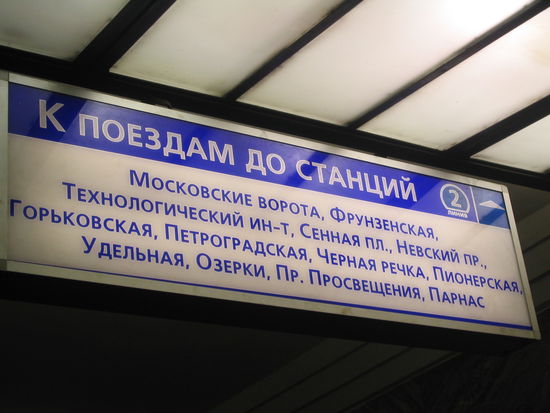 К ПОЕЗДАМ ДО СТАНЦИЙ
2
ЛИНИЯ
МОСКОВСКИЕ ВОРОТА, ФРУНЗЕНСКАЯ,
ТЕХНОЛОГИЧЕСКИЙ ИН-Т, СЕННАЯ ПЛ., НЕВСКИЙ ПР.,
ГОРЬКОВСКАЯ, ПЕТРОГРАДСКАЯ, ЧЕРНАЯ РЕЧКА, ПИОНЕРСКАЯ,
УДЕЛЬНАЯ, ОЗЕРКИ, ПР. ПРОСВЕЩЕНИЯ, ПАРНАС